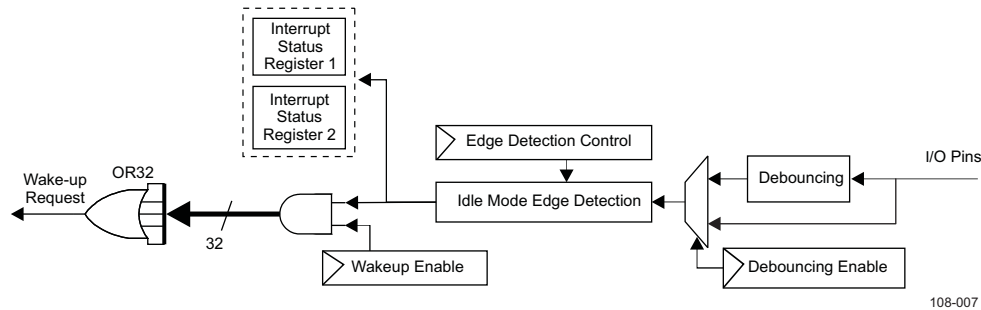 Interrupt
Status
Register 1
Interrupt
Status
Register 2
Edge Detection Control
I/O Pins
Debouncing
OR32
Wake-up
Request
Idle Mode Edge Detection
32
Wakeup Enable
Debouncing Enable
108-007